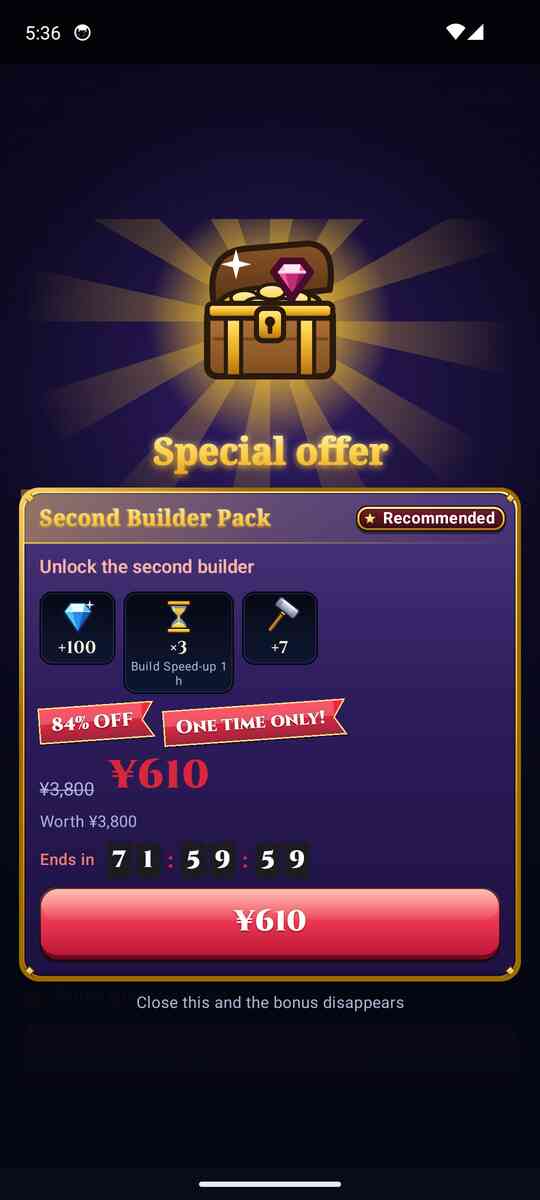 5:36
Special offer
Second Builder Pack
★ Recommended
Unlock the second builder
+100
×3
Build Speed-up 1
h
+7
84% OFF
One time only!
¥3,800
¥610
Worth ¥3,800
Ends in 71:59:59
¥610
Close this and the bonus disappears